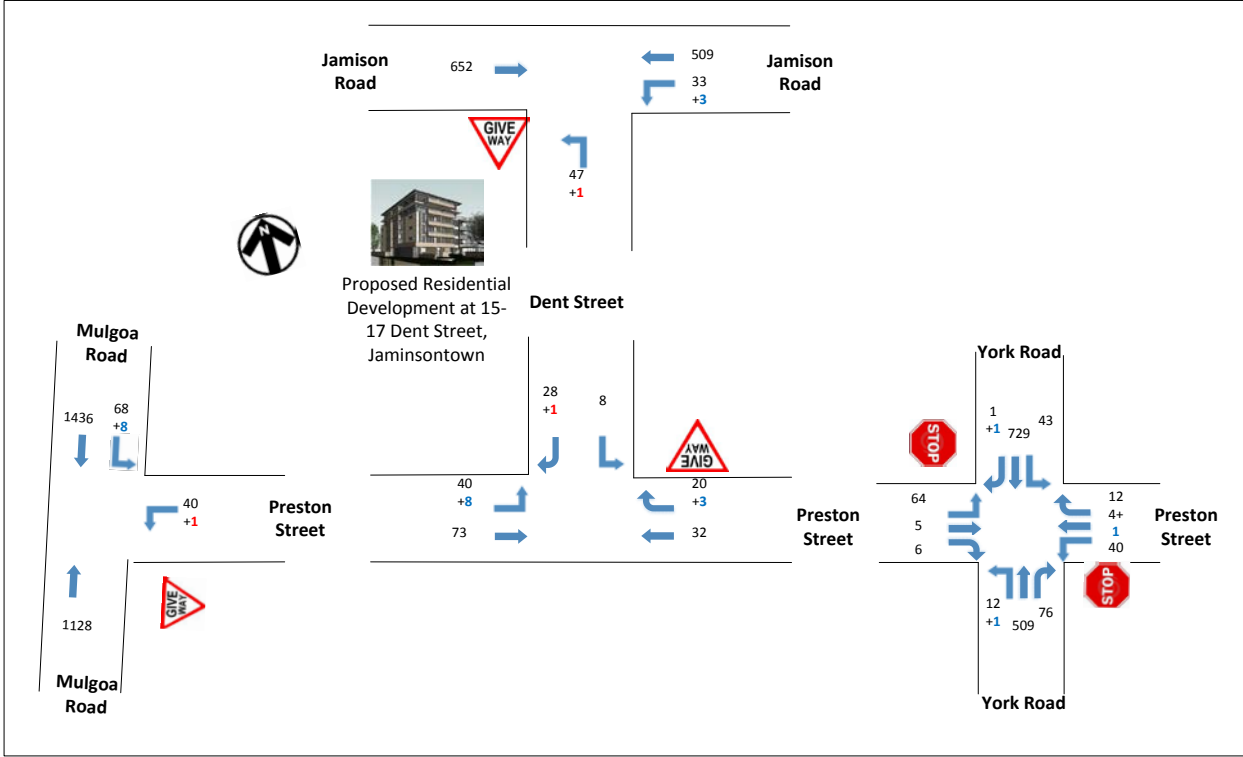 Jamison
Road
652
509
33
+3
Jamison
Road
GIVE
WAY
47
+1
N
Proposed Residential
Development at 15-
17 Dent Street,
Jaminsontown
Dent Street
Mulgoa
Road
1436
68
+8
40
+1
Preston
Street
GIVE
WAY
1128
Mulgoa
Road
28
+1
8
GIVE
WAY
40
+8
73
20
+3
32
Preston
Street
York Road
STOP
1
+1
729
43
64
5
6
12
4+
1
40
Preston
Street
STOP
12
+1
509
76
York Road